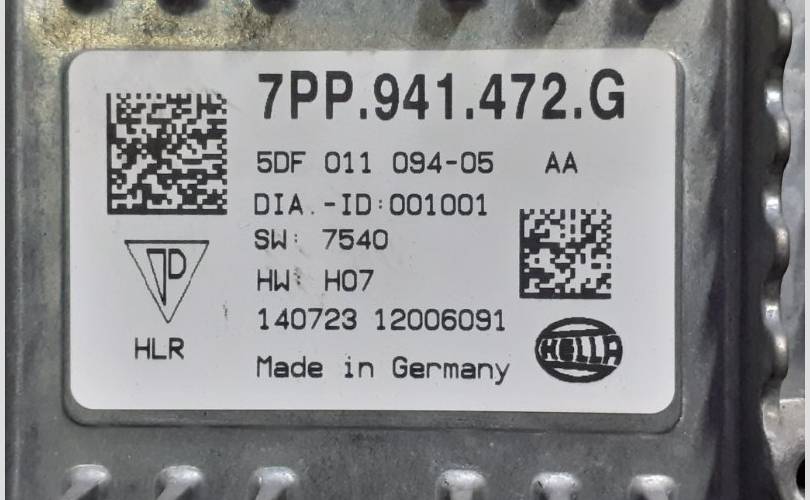 7PP.941.472.G
5DF 011 094-05 AA
DIA.-ID:001001
SW: 7540
HW: H07
140723 12006091
Made in Germany
PD
HLR
HELLA